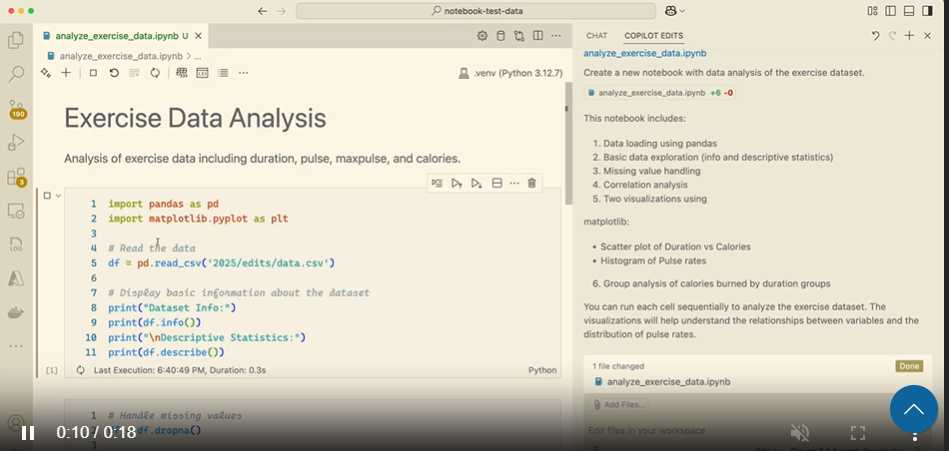 notebook-test-data
analyze_exercise_data.ipynb U
analyze_exercise_data.ipynb > ...
.venv (Python 3.12.7)
Exercise Data Analysis
Analysis of exercise data including duration, pulse, maxpulse, and calories.
1 import pandas as pd
2 import matplotlib.pyplot as plt
3
4 # Read the data
5 df = pd.read_csv('2025/edits/data.csv')
6
7 # Display basic information about the dataset
8 print("Dataset Info:")
9 print(df.info())
10 print("\nDescriptive Statistics:")
11 print(df.describe())
[1] Last Execution: 6:40:49 PM, Duration: 0.3s Python
1 # Handle missing values
df.dropna()
3
190
3
CHAT COPILOT EDITS
analyze_exercise_data.ipynb
Create a new notebook with data analysis of the exercise dataset.
analyze_exercise_data.ipynb +6 -0
This notebook includes:
1. Data loading using pandas
2. Basic data exploration (info and descriptive statistics)
3. Missing value handling
4. Correlation analysis
5. Two visualizations using
matplotlib:
• Scatter plot of Duration vs Calories
• Histogram of Pulse rates
6. Group analysis of calories burned by duration groups
You can run each cell sequentially to analyze the exercise dataset. The
visualizations will help understand the relationships between variables and the
distribution of pulse rates.
1 file changed Done
analyze_exercise_data.ipynb
Add Files...
Edit files in your workspace
0:10 / 0:18